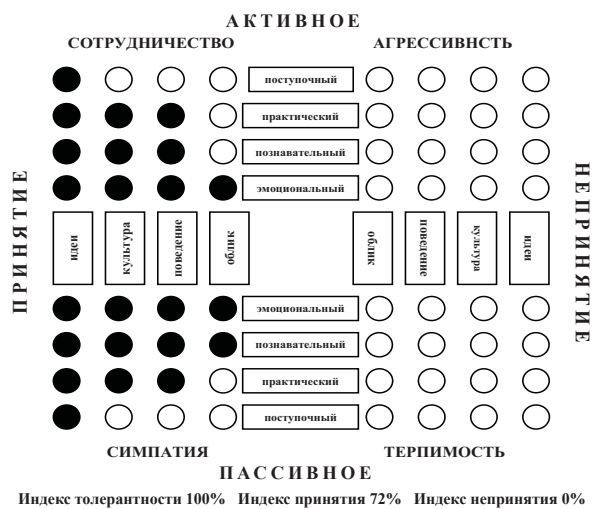 АКТИВНОЕ
СОТРУДНИЧЕСТВО АГРЕССИВНСТЬ
поступочный
практический
познавательный
эмоциональный
ПРИНЯТИЕ
НЕПРИНЯТИЕ
идеи культура поведение облик облик поведение культура идеи
эмоциональный
познавательный
практический
поступочный
СИМПАТИЯ ТЕРПИМОСТЬ
ПАССИВНОЕ
Индекс толерантности 100% Индекс принятия 72% Индекс непринятия 0%